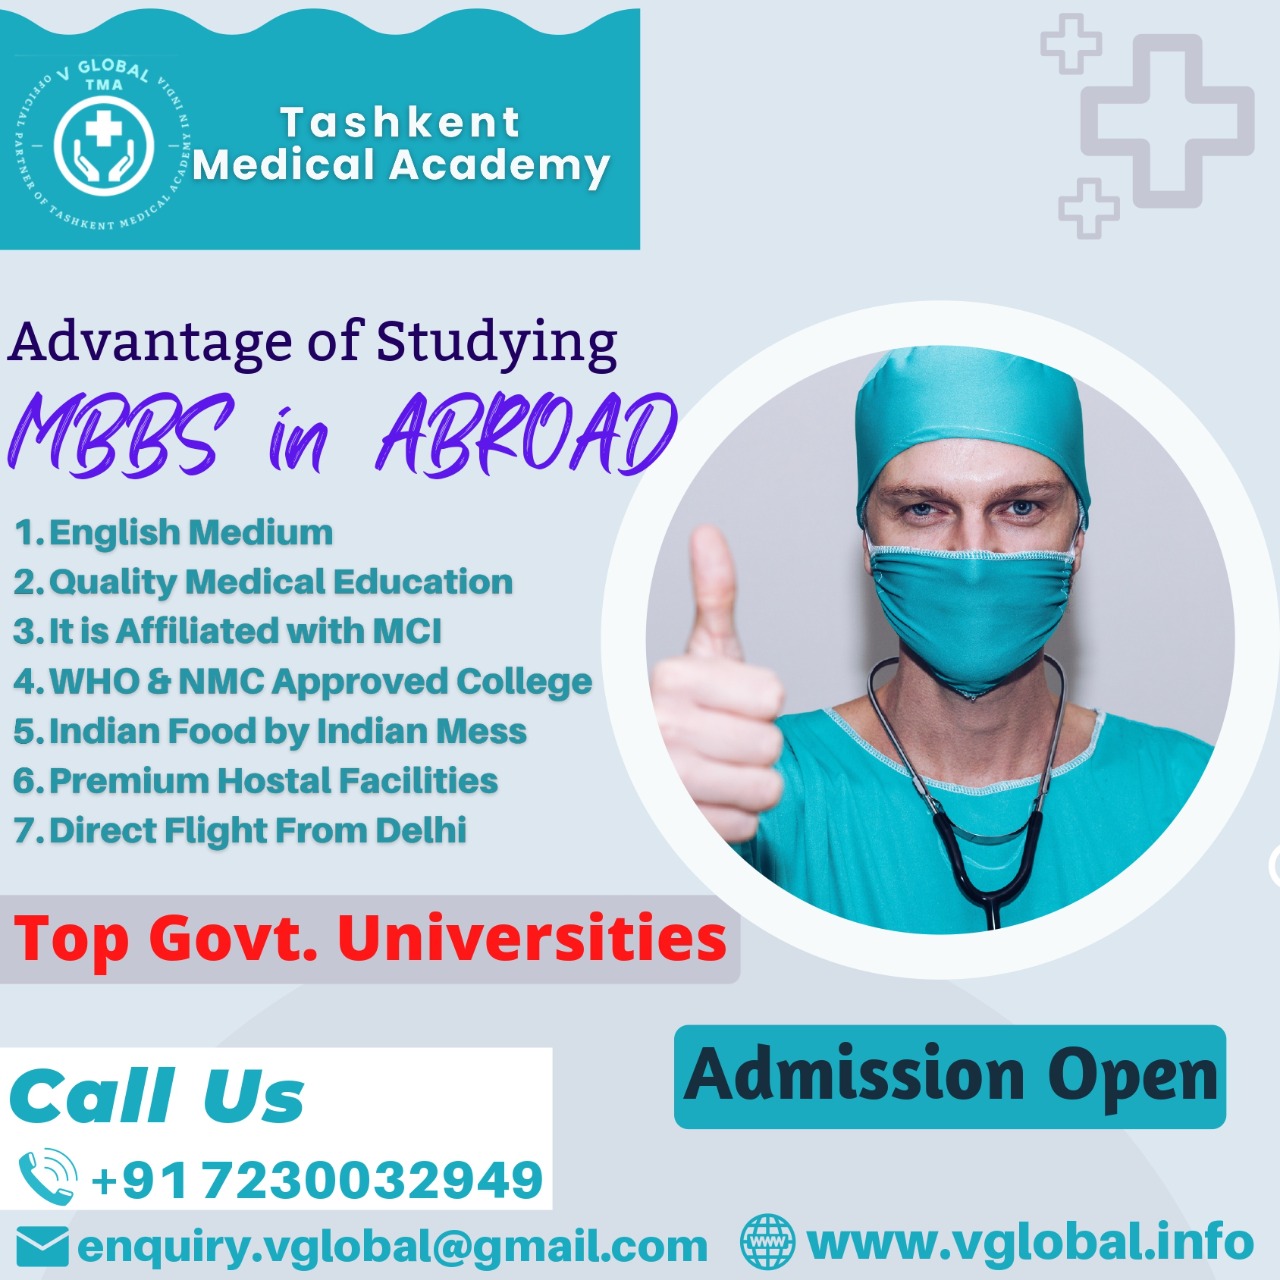 V GLOBAL
TMA
OFFICIAL PARTNER OF TASHKENT MEDICAL ACADEMY IN INDIA
Tashkent
Medical Academy
Advantage of Studying
MBBS in ABROAD
1. English Medium
2. Quality Medical Education
3. It is Affiliated with MCI
4. WHO & NMC Approved College
5. Indian Food by Indian Mess
6. Premium Hostal Facilities
7. Direct Flight From Delhi
Top Govt. Universities
Admission Open
Call Us
+91 7230032949
enquiry.vglobal@gmail.com
www
www.vglobal.info